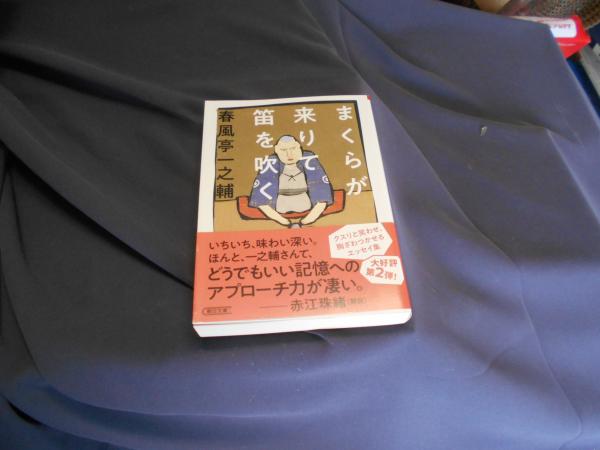 まくらが
来りて
笛を吹く
春風亭一之輔
いちいち、味わい深い。
ほんと、一之輔さんて、
どうでもいい記憶への
アプローチ力が凄い。
赤江珠緒(解説)
クスリと笑わせ、
胸ざわつかせる
エッセイ集
大好評
第2弾!
朝日文庫